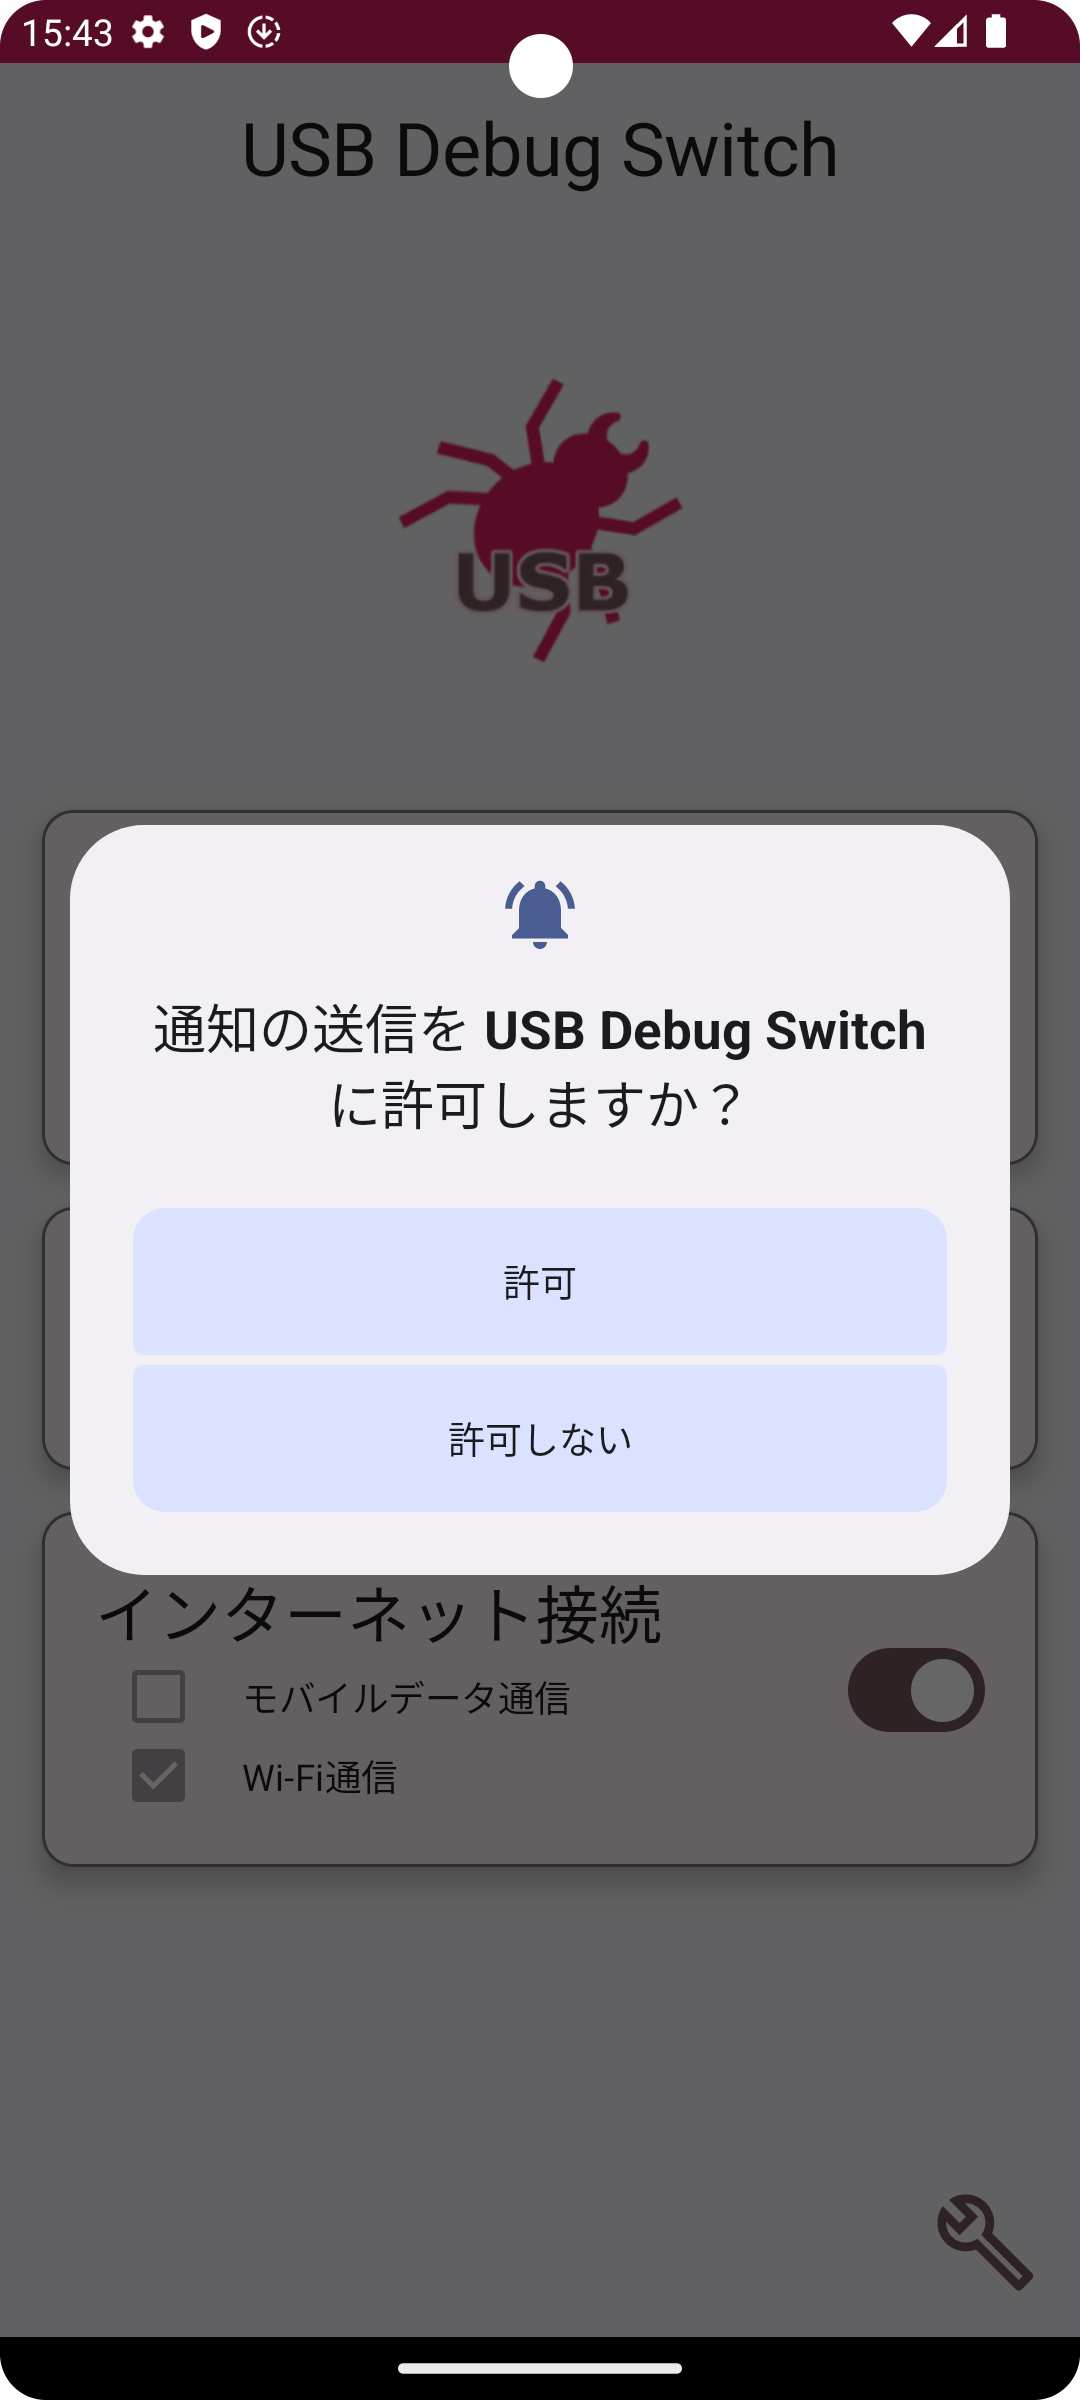 15:43
USB Debug Switch
USB
通知の送信を USB Debug Switch
に許可しますか？
許可
許可しない
インターネット接続
モバイルデータ通信
Wi-Fi通信